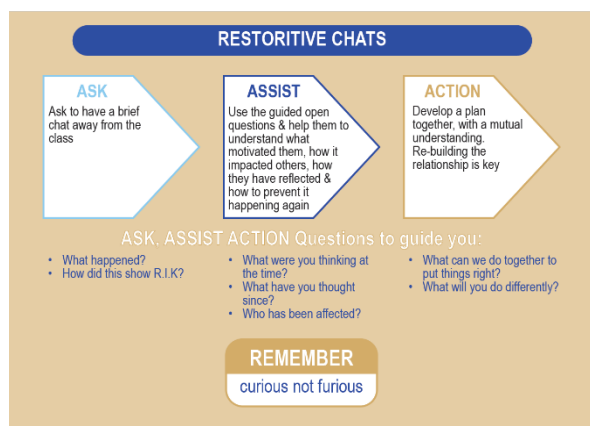 RESTORITIVE CHATS
ASK
Ask to have a brief
chat away from the
class
ASSIST
Use the guided open
questions & help them to
understand what
motivated them, how it
impacted others, how
they have reflected &
how to prevent it
happening again
ACTION
Develop a plan
together, with a mutual
understanding.
Re-building the
relationship is key
ASK, ASSIST ACTION Questions to guide you:
• What happened?
• How did this show R.I.K?
• What were you thinking at
the time?
• What have you thought
since?
• Who has been affected?
• What can we do together to
put things right?
• What will you do differently?
REMEMBER
curious not furious